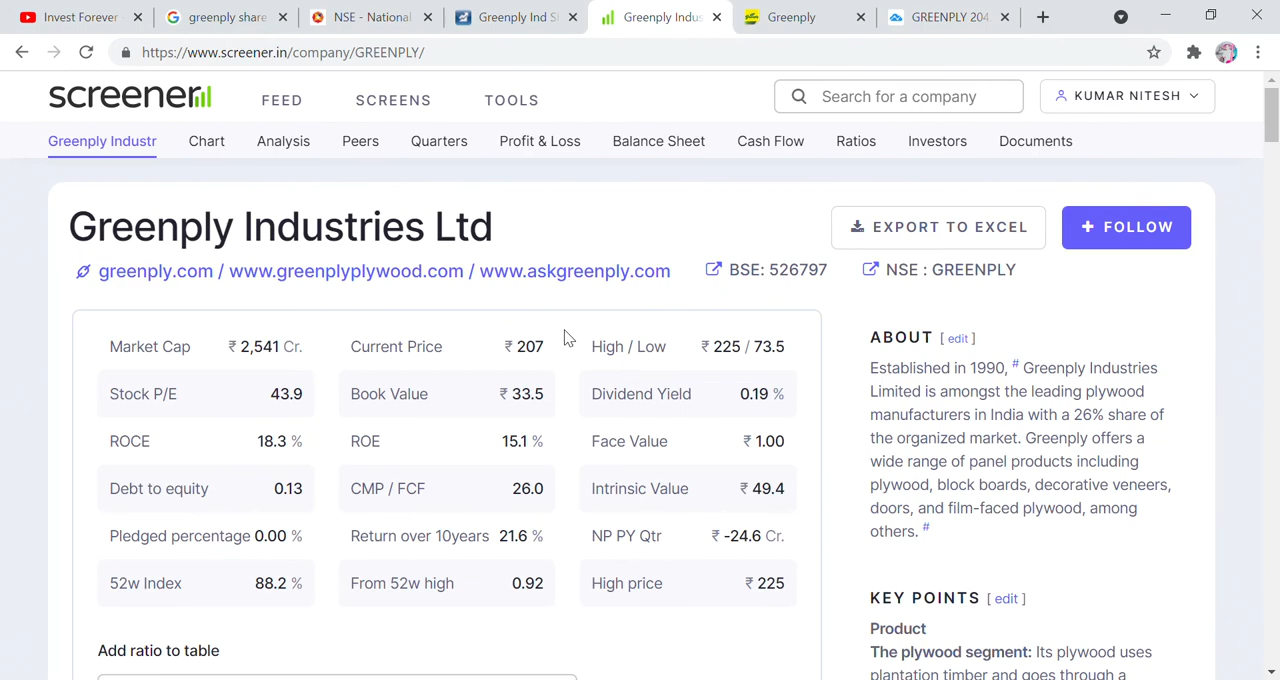 Invest Forever
greenply share
NSE - National
Greenply Ind S
Greenply Indus
Greenply
GREENPLY 204
https://www.screener.in/company/GREENPLY/
screener
FEED
SCREENS
TOOLS
Search for a company
KUMAR NITESH
Greenply Industr
Chart
Analysis
Peers
Quarters
Profit & Loss
Balance Sheet
Cash Flow
Ratios
Investors
Documents
Greenply Industries Ltd
EXPORT TO EXCEL
+ FOLLOW
greenply.com / www.greenplyplywood.com / www.askgreenply.com
BSE: 526797
NSE : GREENPLY
Market Cap ₹ 2,541 Cr.
Current Price ₹ 207
High / Low ₹ 225 / 73.5
Stock P/E 43.9
Book Value ₹ 33.5
Dividend Yield 0.19 %
ROCE 18.3 %
ROE 15.1 %
Face Value ₹ 1.00
Debt to equity 0.13
CMP / FCF 26.0
Intrinsic Value ₹ 49.4
Pledged percentage 0.00 %
Return over 10years 21.6 %
NP PY Qtr ₹ -24.6 Cr.
52w Index 88.2 %
From 52w high 0.92
High price ₹ 225
Add ratio to table
ABOUT [ edit ]
Established in 1990, # Greenply Industries
Limited is amongst the leading plywood
manufacturers in India with a 26% share of
the organized market. Greenply offers a
wide range of panel products including
plywood, block boards, decorative veneers,
doors, and film-faced plywood, among
others. #
KEY POINTS [ edit ]
Product
The plywood segment: Its plywood uses
plantation timber and goes through a